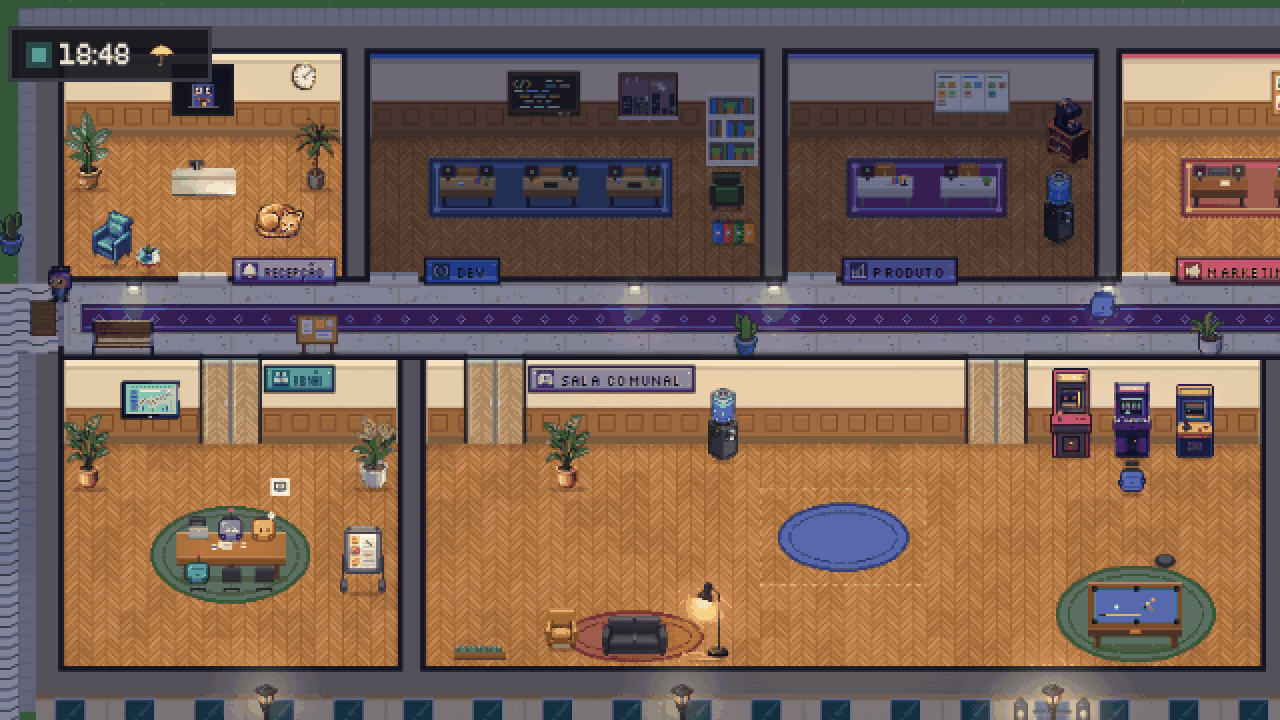 18:48
RECEPÇÃO
DEV
PRODUTO
MARKETIN
SALA COMUNAL